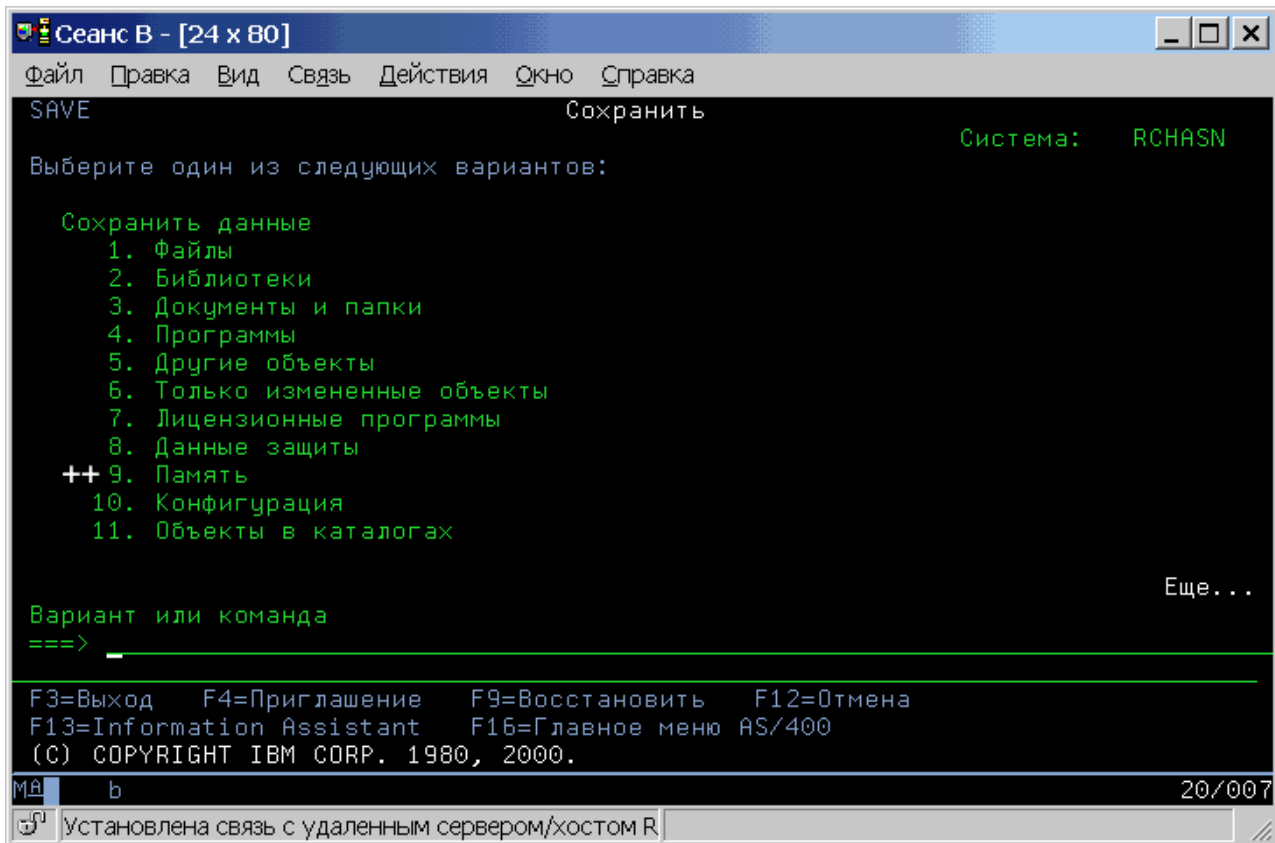 Сеанс B - [24 x 80]
Файл Правка Вид Связь Действия Окно Справка
SAVE Сохранить
Система: RCHASN
Выберите один из следующих вариантов:
Сохранить данные
1. Файлы
2. Библиотеки
3. Документы и папки
4. Программы
5. Другие объекты
6. Только измененные объекты
7. Лицензионные программы
8. Данные защиты
++ 9. Память
10. Конфигурация
11. Объекты в каталогах
Еще...
Вариант или команда
===>
F3=Выход F4=Приглашение F9=Восстановить F12=Отмена
F13=Information Assistant F16=Главное меню AS/400
(C) COPYRIGHT IBM CORP. 1980, 2000.
MA b 20/007
Установлена связь с удаленным сервером/хостом R